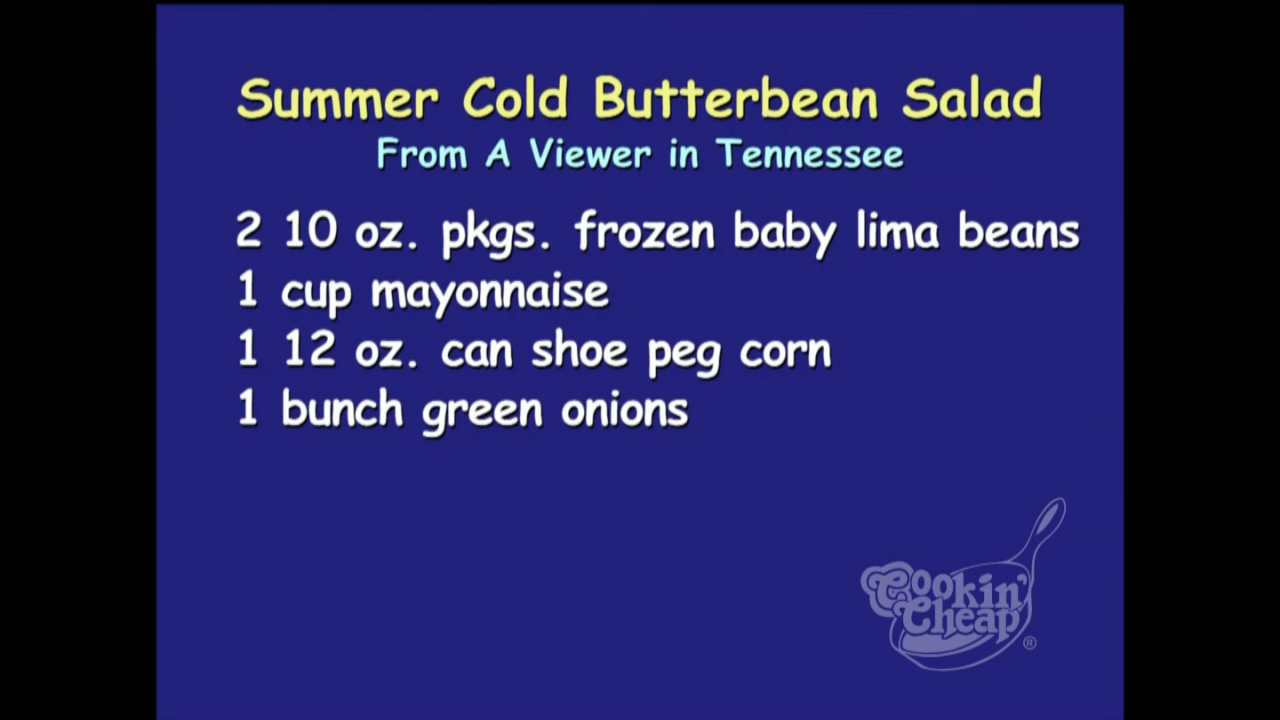 Summer Cold Butterbean Salad
From A Viewer in Tennessee
2 10 oz. pkgs. frozen baby lima beans
1 cup mayonnaise
1 12 oz. can shoe peg corn
1 bunch green onions
Cookin'
Cheap
®